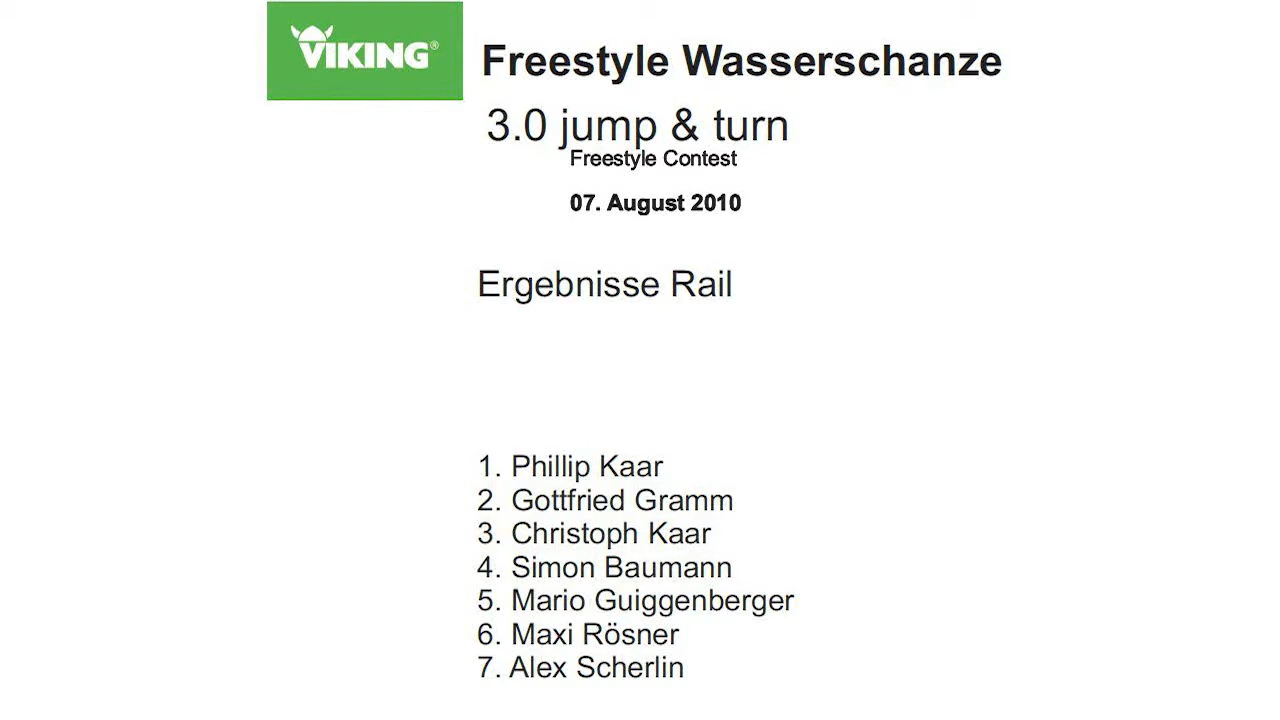 VIKING®
Freestyle Wasserschanze
3.0 jump & turn
Freestyle Contest
07. August 2010
Ergebnisse Rail
1. Phillip Kaar
2. Gottfried Gramm
3. Christoph Kaar
4. Simon Baumann
5. Mario Guiggenberger
6. Maxi Rösner
7. Alex Scherlin